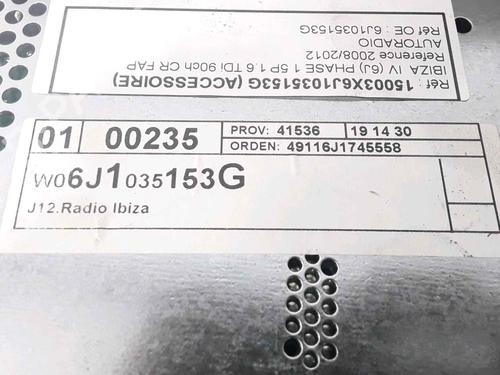 Réf : 15003X6J1035153G (ACCESSOIRE)
IBIZA IV (6J) PHASE 1 5P 1.6 TDi 90ch CR FAP
Reference 2008/2012
AUTORADIO
Réf OE : 6J1035153G
01 00235 PROV: 41536 19 14 30
ORDEN: 49116J1745558
W06J1035153G
J12.Radio Ibiza